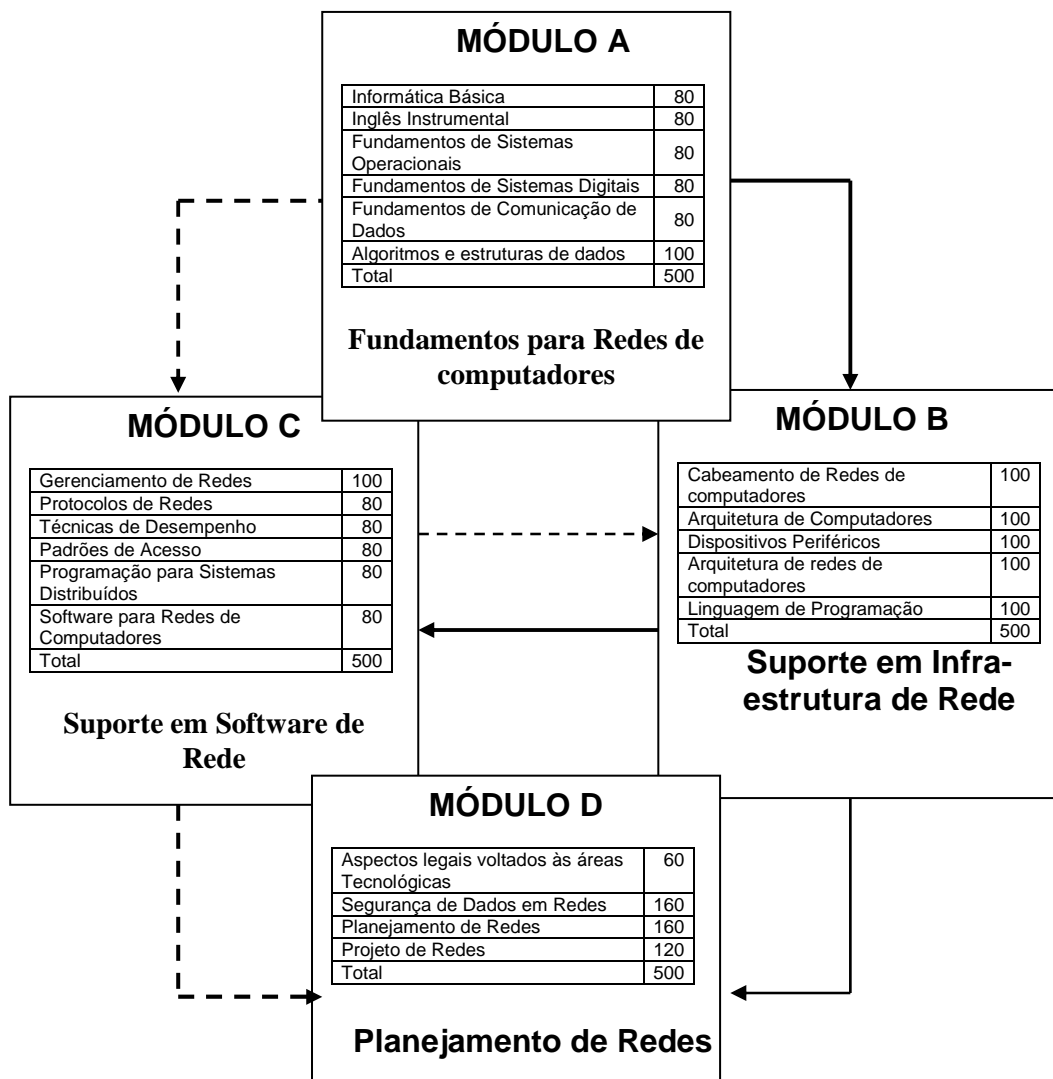 MÓDULO A
Informática Básica 80
Inglês Instrumental 80
Fundamentos de Sistemas
Operacionais 80
Fundamentos de Sistemas Digitais 80
Fundamentos de Comunicação de
Dados 80
Algoritmos e estruturas de dados 100
Total 500
Fundamentos para Redes de
computadores
MÓDULO C
Gerenciamento de Redes 100
Protocolos de Redes 80
Técnicas de Desempenho 80
Padrões de Acesso 80
Programação para Sistemas 80
Distribuídos
Software para Redes de 80
Computadores
Total 500
Suporte em Software de
Rede
MÓDULO B
Cabeamento de Redes de 100
computadores
Arquitetura de Computadores 100
Dispositivos Periféricos 100
Arquitetura de redes de 100
computadores
Linguagem de Programação 100
Total 500
Suporte em Infra-
estrutura de Rede
MÓDULO D
Aspectos legais voltados às áreas 60
Tecnológicas
Segurança de Dados em Redes 160
Planejamento de Redes 160
Projeto de Redes 120
Total 500
Planejamento de Redes